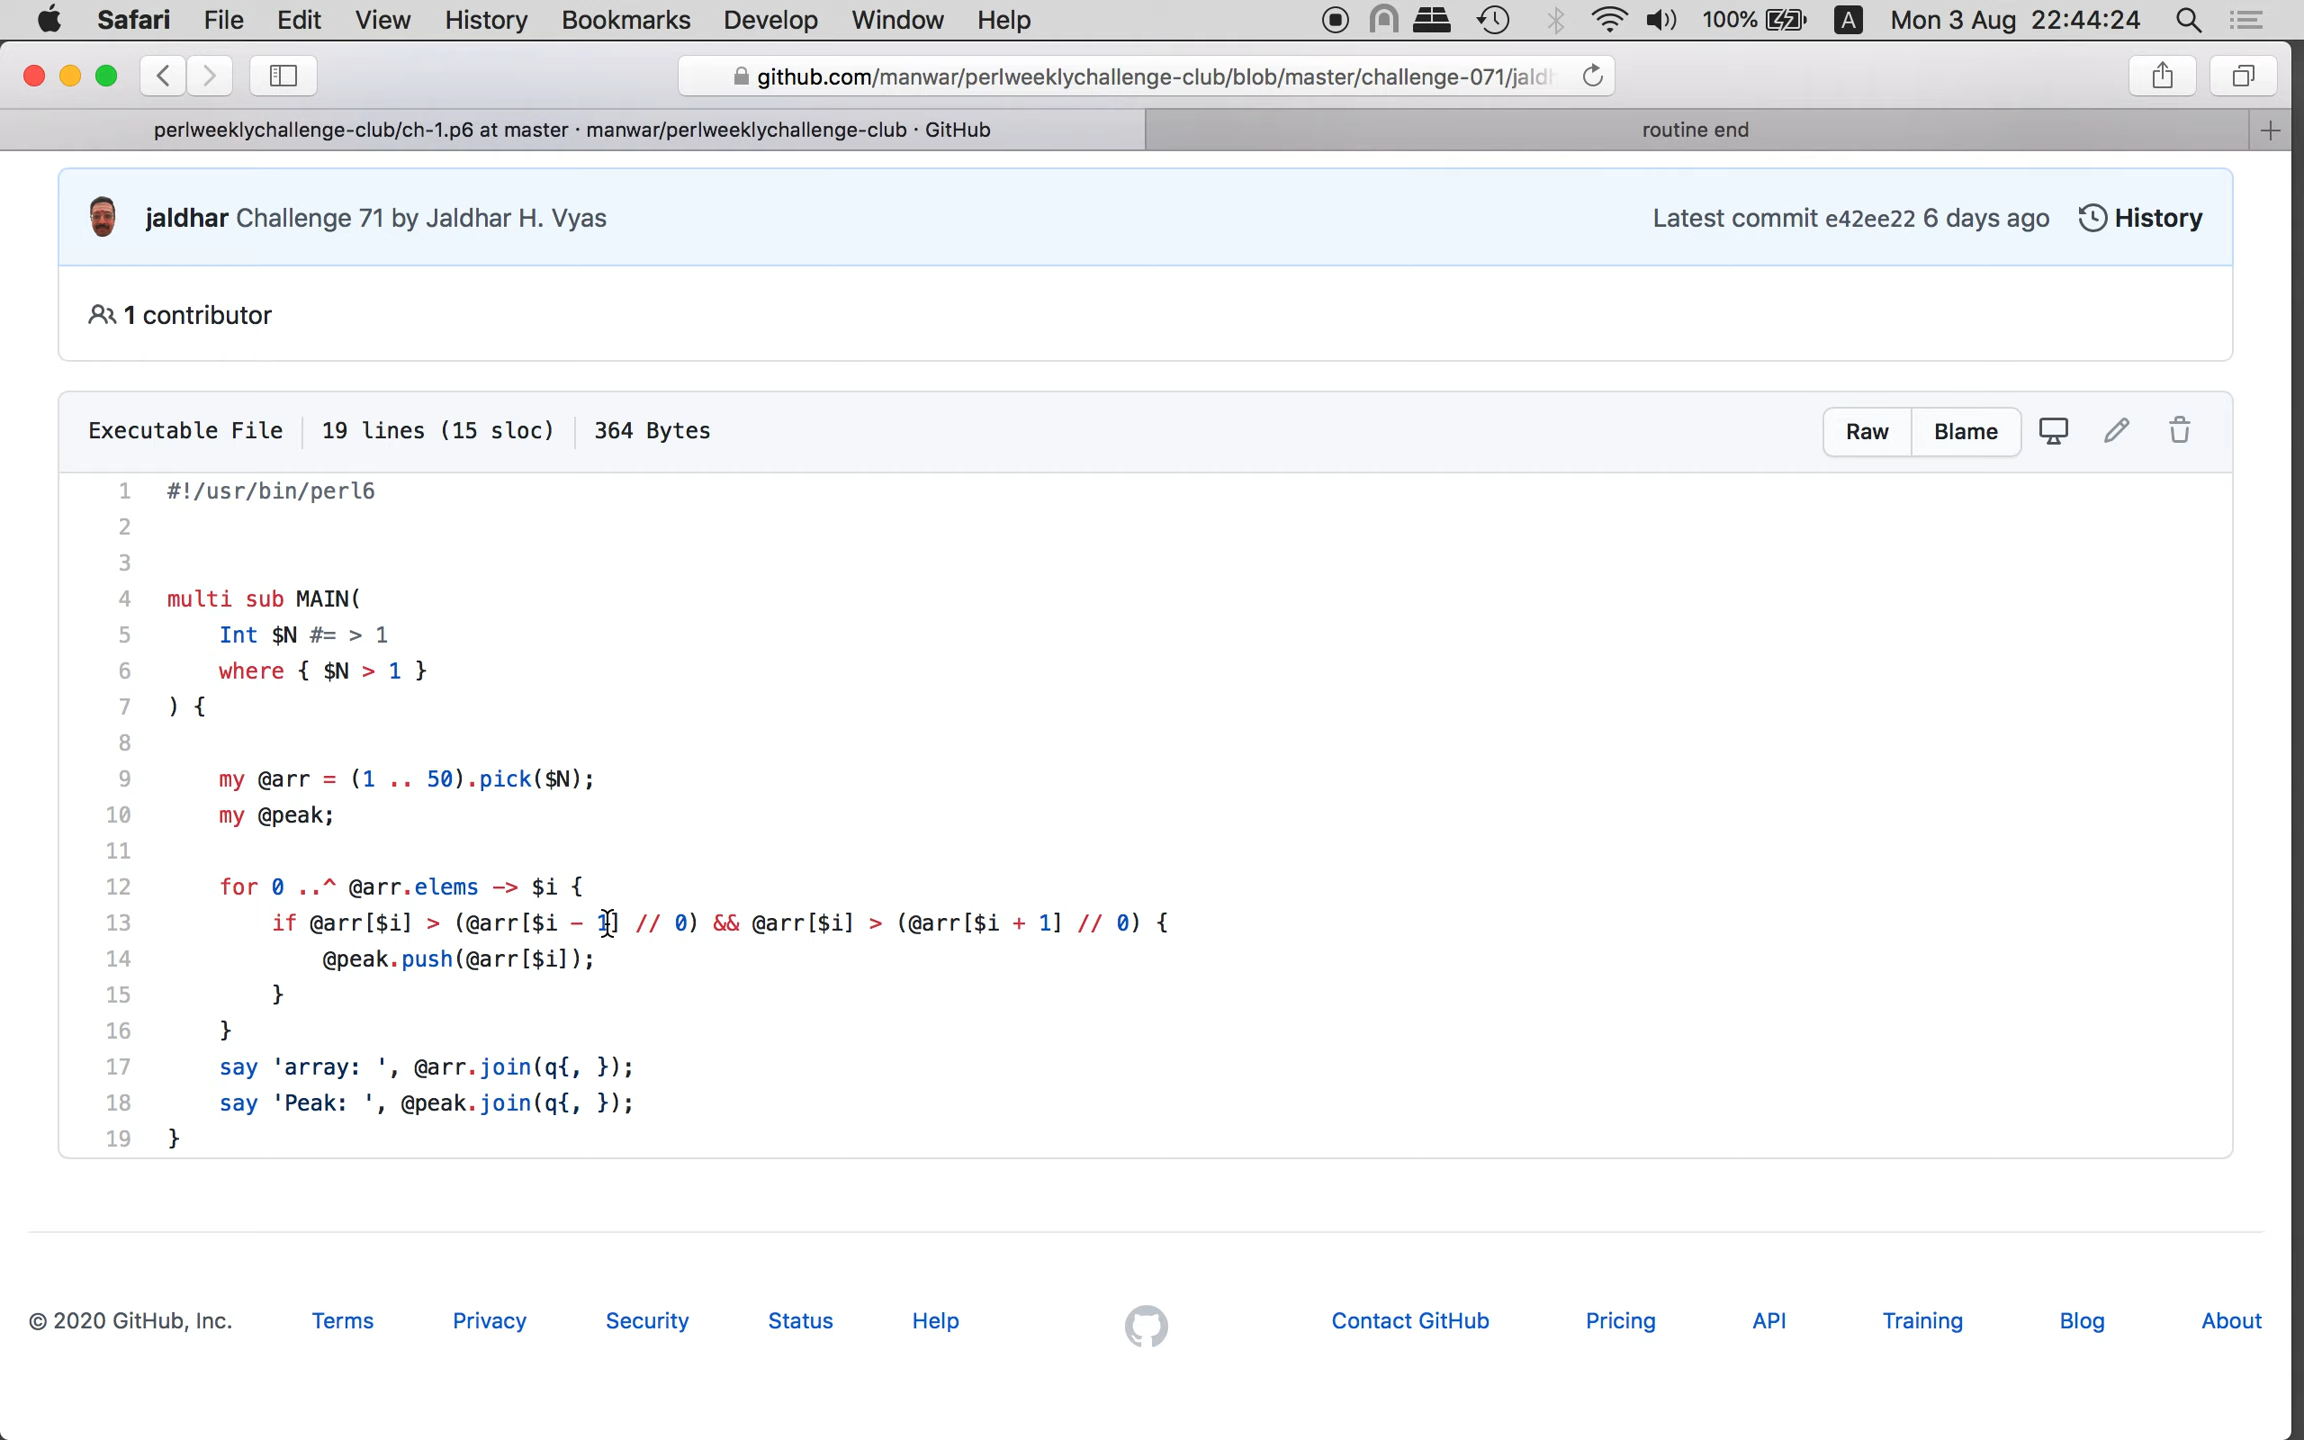 Safari File Edit View History Bookmarks Develop Window Help 100% A Mon 3 Aug 22:44:24
github.com/manwar/perlweeklychallenge-club/blob/master/challenge-071/jaldh
perlweeklychallenge-club/ch-1.p6 at master · manwar/perlweeklychallenge-club · GitHub routine end
jaldhar Challenge 71 by Jaldhar H. Vyas Latest commit e42ee22 6 days ago History
1 contributor
Executable File 19 lines (15 sloc) 364 Bytes Raw Blame
1 #!/usr/bin/perl6
2
3
4 multi sub MAIN(
5     Int $N #= > 1
6     where { $N > 1 }
7 ) {
8
9     my @arr = (1 .. 50).pick($N);
10     my @peak;
11
12     for 0 ..^ @arr.elems -> $i {
13         if @arr[$i] > (@arr[$i - 1] // 0) && @arr[$i] > (@arr[$i + 1] // 0) {
14             @peak.push(@arr[$i]);
15         }
16     }
17     say 'array: ', @arr.join(q{, });
18     say 'Peak: ', @peak.join(q{, });
19 }
© 2020 GitHub, Inc. Terms Privacy Security Status Help Contact GitHub Pricing API Training Blog About